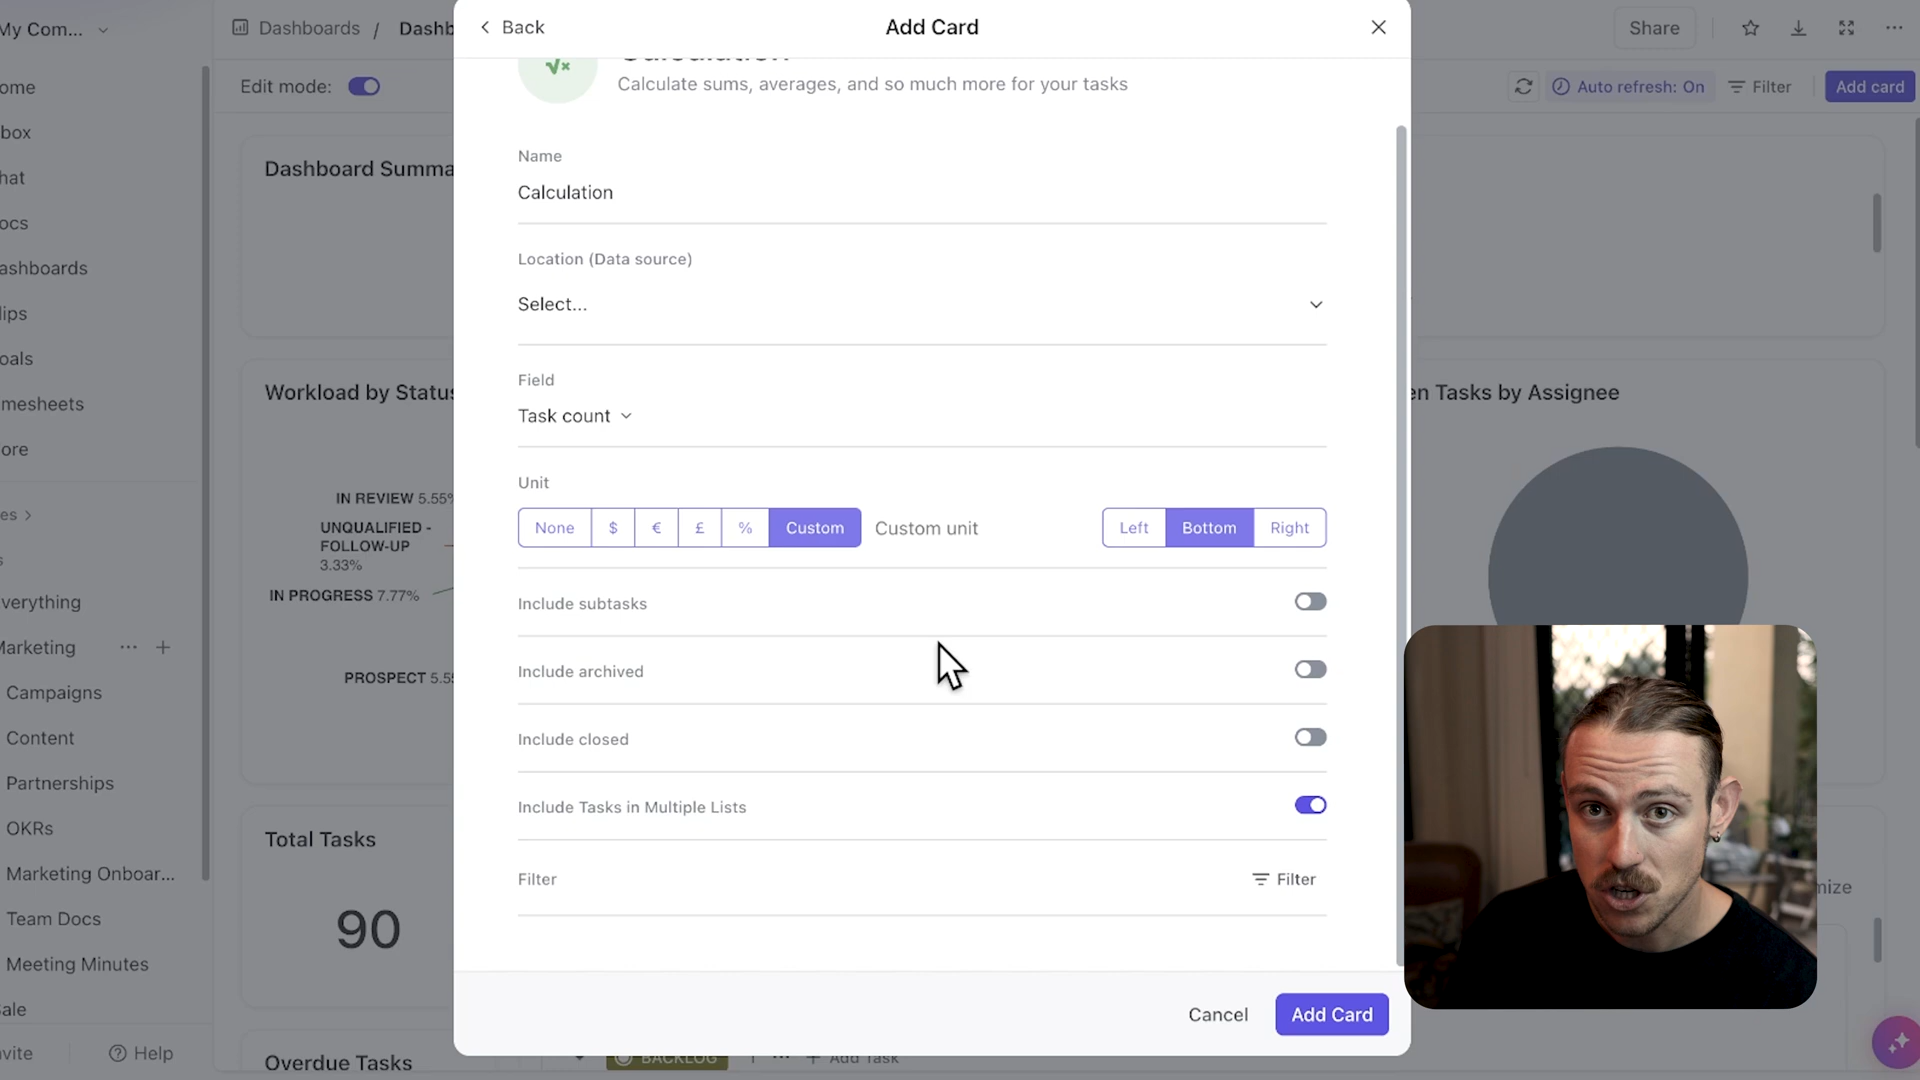 My Com...
Dashboards /
Dashb
Back
Add Card
Share
ome
box
hat
ocs
ashboards
lips
oals
mesheets
ore
es >
verything
Marketing
Campaigns
Content
Partnerships
OKRs
Marketing Onboar...
Team Docs
Meeting Minutes
ale
nvite
Help
Edit mode:
Auto refresh: On
Filter
Add card
Dashboard Summa
Workload by Status
IN REVIEW 5.55%
UNQUALIFIED -
FOLLOW-UP
3.33%
IN PROGRESS 7.77%
PROSPECT 5.55
Total Tasks
90
Overdue Tasks
Calculation
Calculate sums, averages, and so much more for your tasks
Name
Calculation
Location (Data source)
Select...
Field
Task count
Unit
None $ € £ % Custom Custom unit Left Bottom Right
Include subtasks
Include archived
Include closed
Include Tasks in Multiple Lists
Filter Filter
Cancel Add Card
BACKLOG
Add Task
en Tasks by Assignee
mize